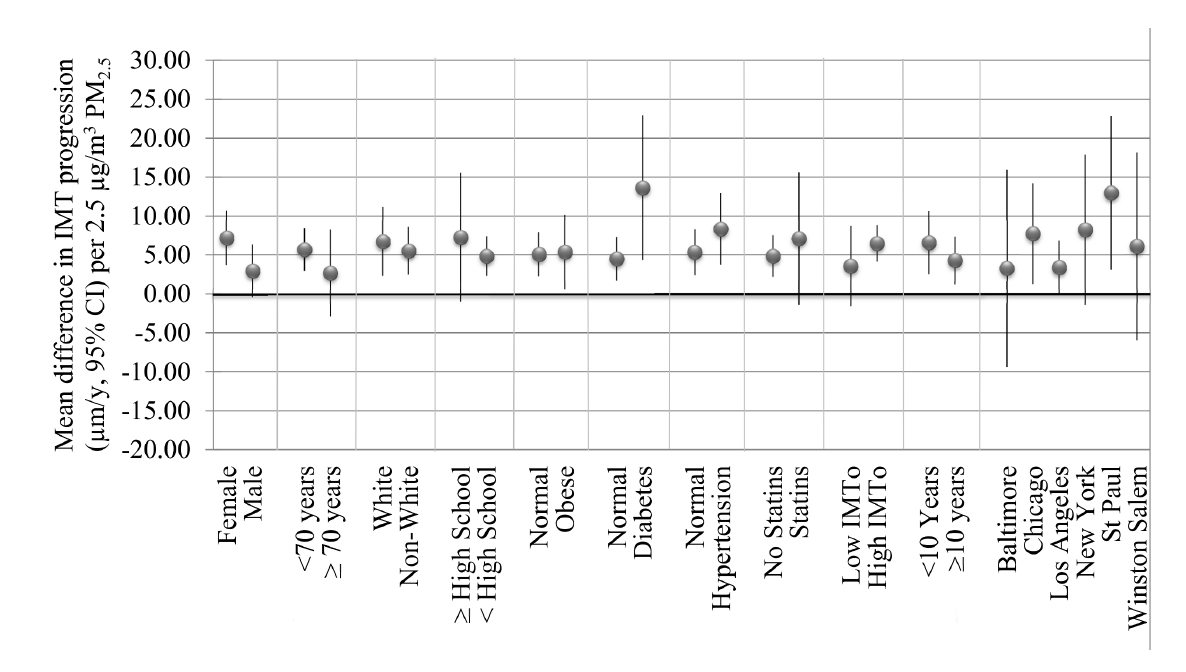 Mean difference in IMT progression
(μm/y, 95% CI) per 2.5 μg/m³ PM₂.₅
30.00
25.00
20.00
15.00
10.00
5.00
0.00
-5.00
-10.00
-15.00
-20.00
Female
Male
<70 years
≥ 70 years
White
Non-White
≥ High School
< High School
Normal
Obese
Normal
Diabetes
Normal
Hypertension
No Statins
Statins
Low IMTo
High IMTo
<10 Years
≥10 years
Baltimore
Chicago
Los Angeles
New York
St Paul
Winston Salem